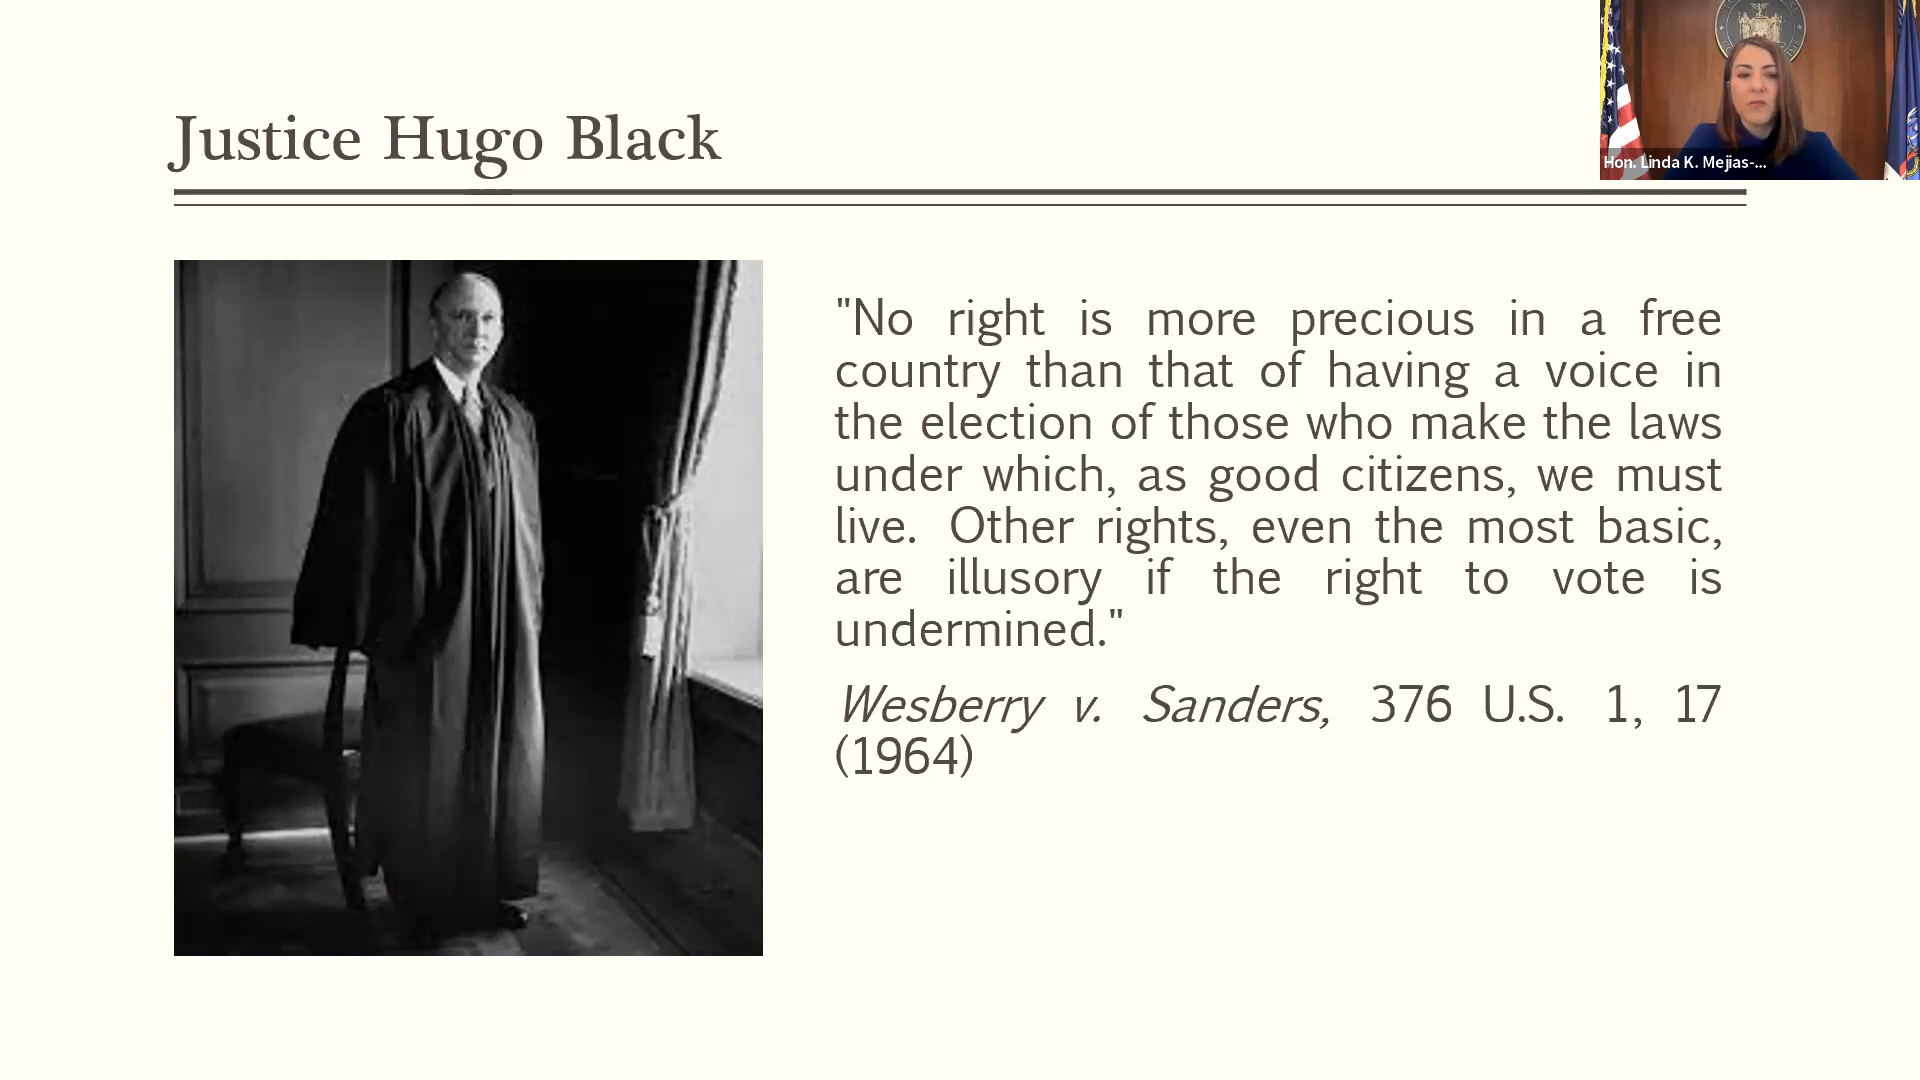 Justice Hugo Black
Hon. Linda K. Mejias-...
"No right is more precious in a free
country than that of having a voice in
the election of those who make the laws
under which, as good citizens, we must
live. Other rights, even the most basic,
are illusory if the right to vote is
undermined."
Wesberry v. Sanders, 376 U.S. 1, 17
(1964)